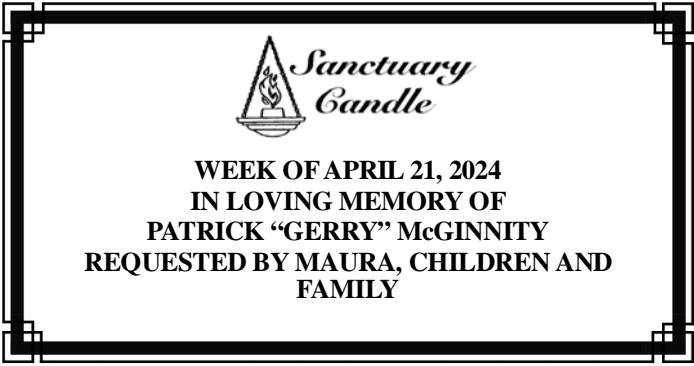 Sanctuary
Candle
WEEK OF APRIL 21, 2024
IN LOVING MEMORY OF
PATRICK “GERRY” McGINNITY
REQUESTED BY MAURA, CHILDREN AND
FAMILY